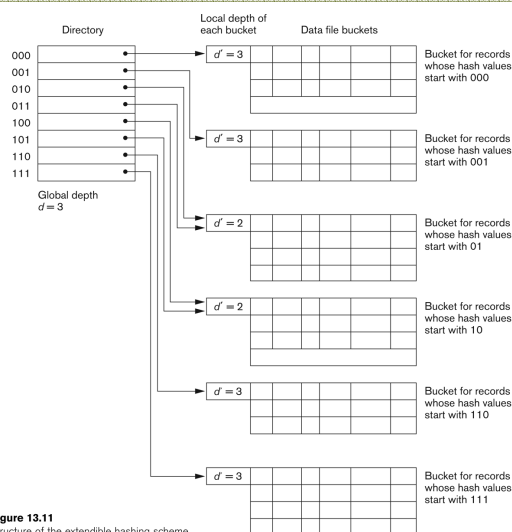 Directory
Local depth of
each bucket
Data file buckets
000
001
010
011
100
101
110
111
Global depth
d = 3
d′ = 3
Bucket for records
whose hash values
start with 000
d′ = 3
Bucket for records
whose hash values
start with 001
d′ = 2
Bucket for records
whose hash values
start with 01
d′ = 2
Bucket for records
whose hash values
start with 10
d′ = 3
Bucket for records
whose hash values
start with 110
d′ = 3
Bucket for records
whose hash values
start with 111
gure 13.11
ructure of the extendible hashing scheme